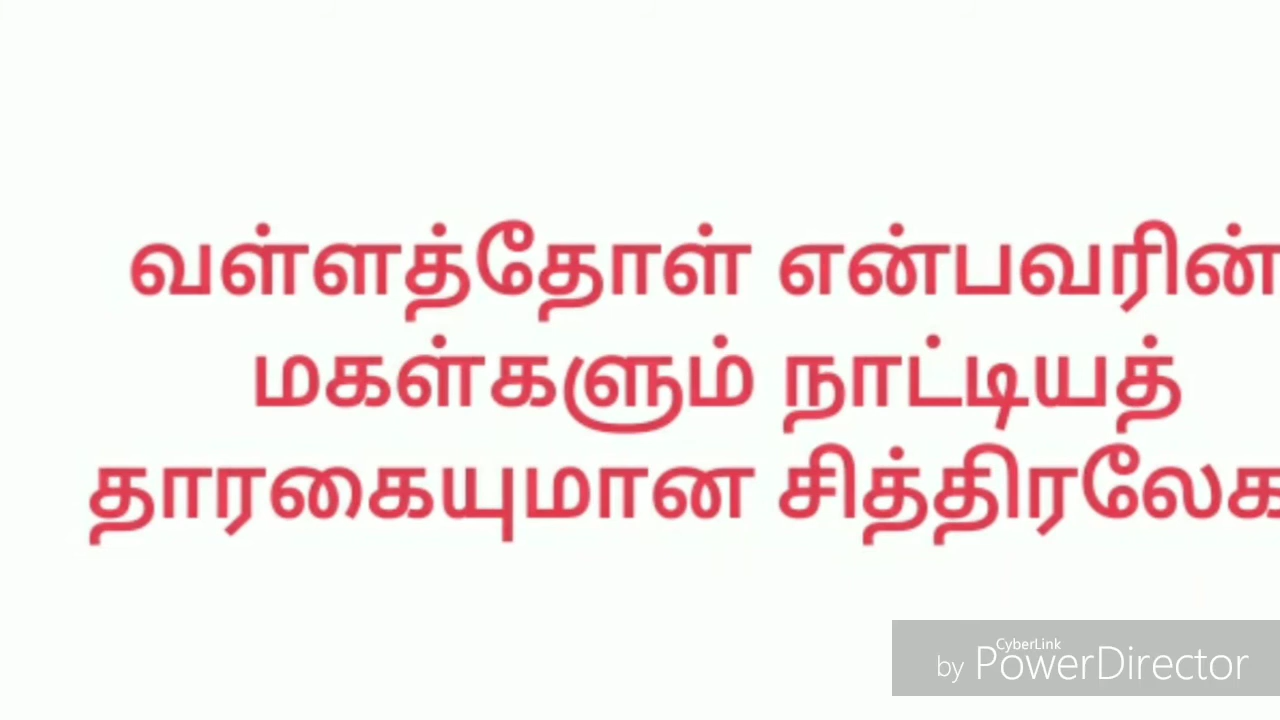 வள்ளத்தோள் என்பவரின்
மகள்களும் நாட்டியத்
தாரகையுமான சித்திரலேக
CyberLink
by PowerDirector